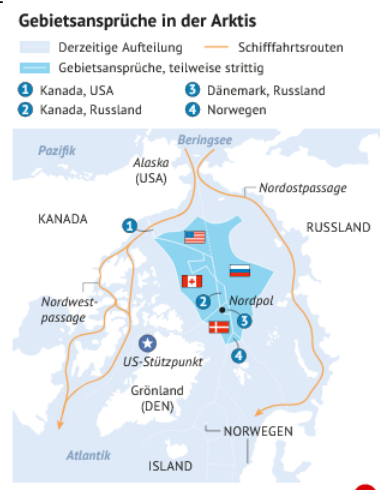 Gebietsansprüche in der Arktis
Derzeitige Aufteilung
Schifffahrtsrouten
Gebietsansprüche, teilweise strittig
1 Kanada, USA
3 Dänemark, Russland
2 Kanada, Russland
4 Norwegen
Beringsee
Pazifik
Alaska
(USA)
Nordostpassage
KANADA
1
RUSSLAND
2
Nordpol
3
Nordwest-
passage
4
US-Stützpunkt
Grönland
(DEN)
NORWEGEN
Atlantik
ISLAND